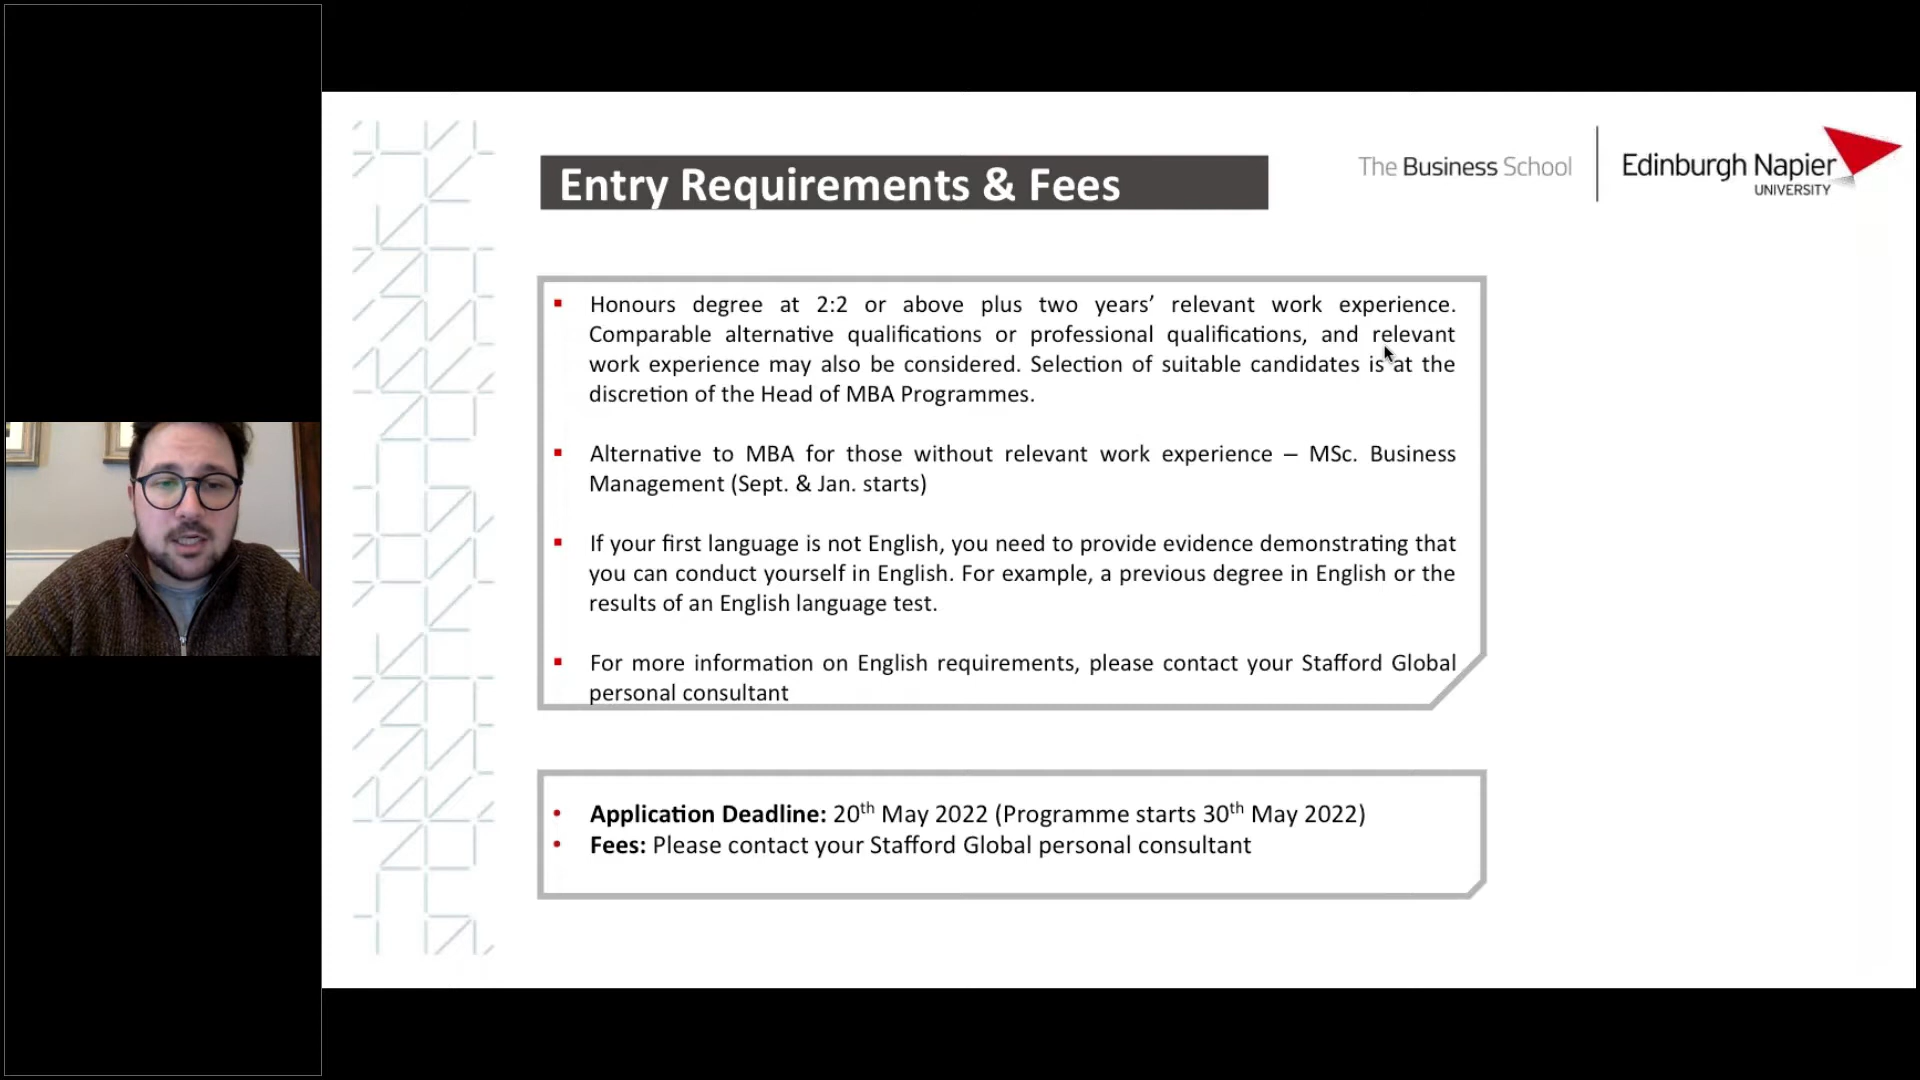 Entry Requirements & Fees
The Business School
Edinburgh Napier
UNIVERSITY
▪ Honours degree at 2:2 or above plus two years’ relevant work experience.
Comparable alternative qualifications or professional qualifications, and relevant
work experience may also be considered. Selection of suitable candidates is at the
discretion of the Head of MBA Programmes.
▪ Alternative to MBA for those without relevant work experience – MSc. Business
Management (Sept. & Jan. starts)
▪ If your first language is not English, you need to provide evidence demonstrating that
you can conduct yourself in English. For example, a previous degree in English or the
results of an English language test.
▪ For more information on English requirements, please contact your Stafford Global
personal consultant
• Application Deadline: 20th May 2022 (Programme starts 30th May 2022)
• Fees: Please contact your Stafford Global personal consultant